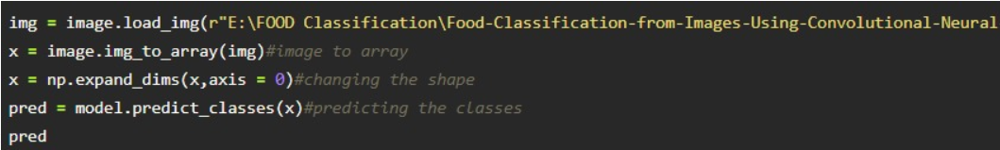 img = image.load_img(r"E:\FOOD Classification\Food-Classification-from-Images-Using-Convolutional-Neural
x = image.img_to_array(img)#image to array
x = np.expand_dims(x,axis = 0)#changing the shape
pred = model.predict_classes(x)#predicting the classes
pred